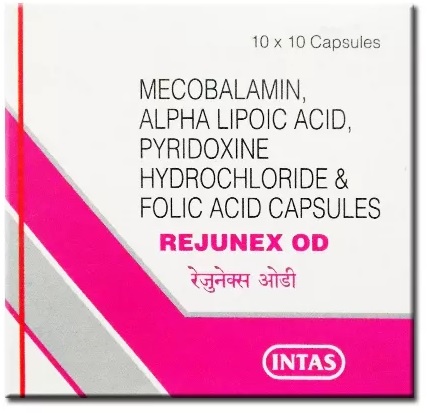 10 x 10 Capsules
MECOBALAMIN,
ALPHA LIPOIC ACID,
PYRIDOXINE
HYDROCHLORIDE &
FOLIC ACID CAPSULES
REJUNEX OD
रेजुनेक्स ओडी
INTAS